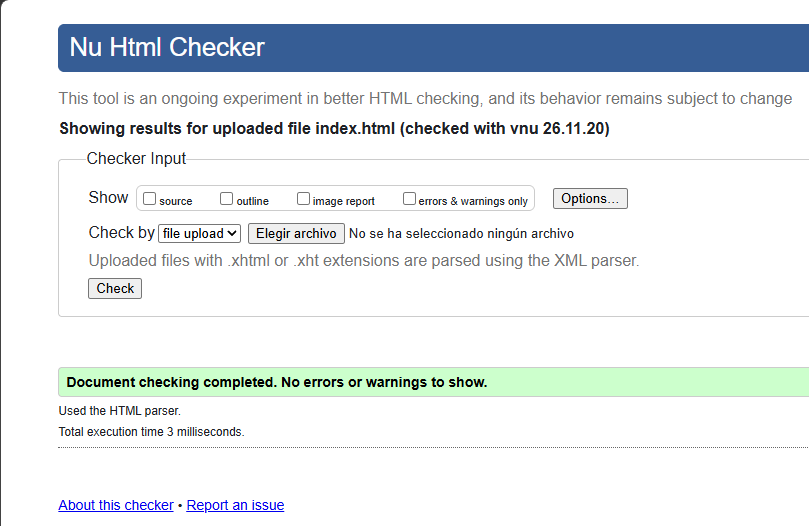 Nu Html Checker
This tool is an ongoing experiment in better HTML checking, and its behavior remains subject to change
Showing results for uploaded file index.html (checked with vnu 26.11.20)
Checker Input
Show source outline image report errors & warnings only Options...
Check by file upload Elegir archivo No se ha seleccionado ningún archivo
Uploaded files with .xhtml or .xht extensions are parsed using the XML parser.
Check
Document checking completed. No errors or warnings to show.
Used the HTML parser.
Total execution time 3 milliseconds.
About this checker • Report an issue